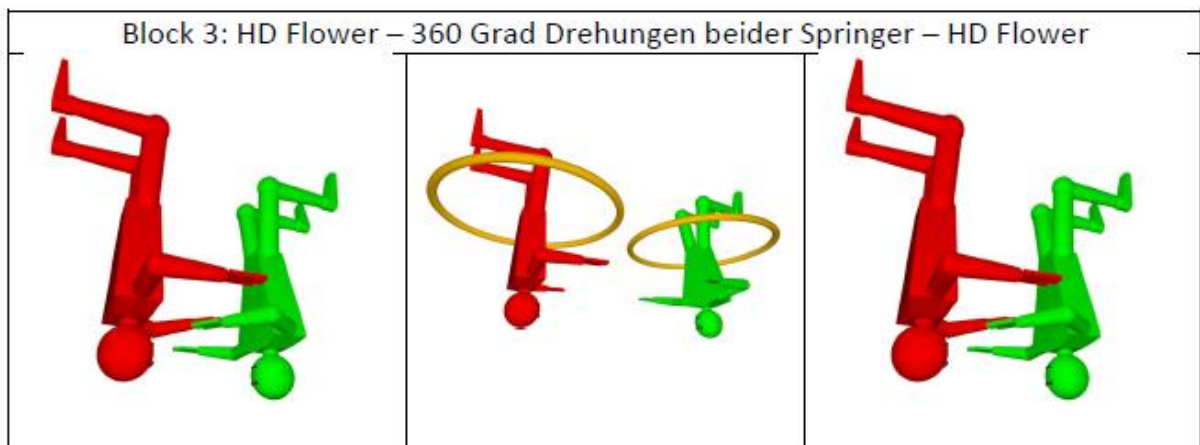 Block 3: HD Flower – 360 Grad Drehungen beider Springer – HD Flower